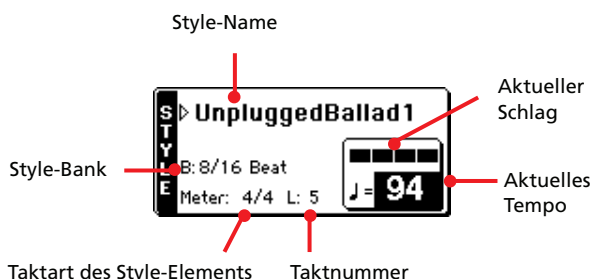 Style-Name
Aktueller
Schlag
STYLE
UnpluggedBallad1
Style-Bank
B: 8/16 Beat
Meter: 4/4 L: 5
♩= 94
Aktuelles
Tempo
Taktart des Style-Elements
Taktnummer